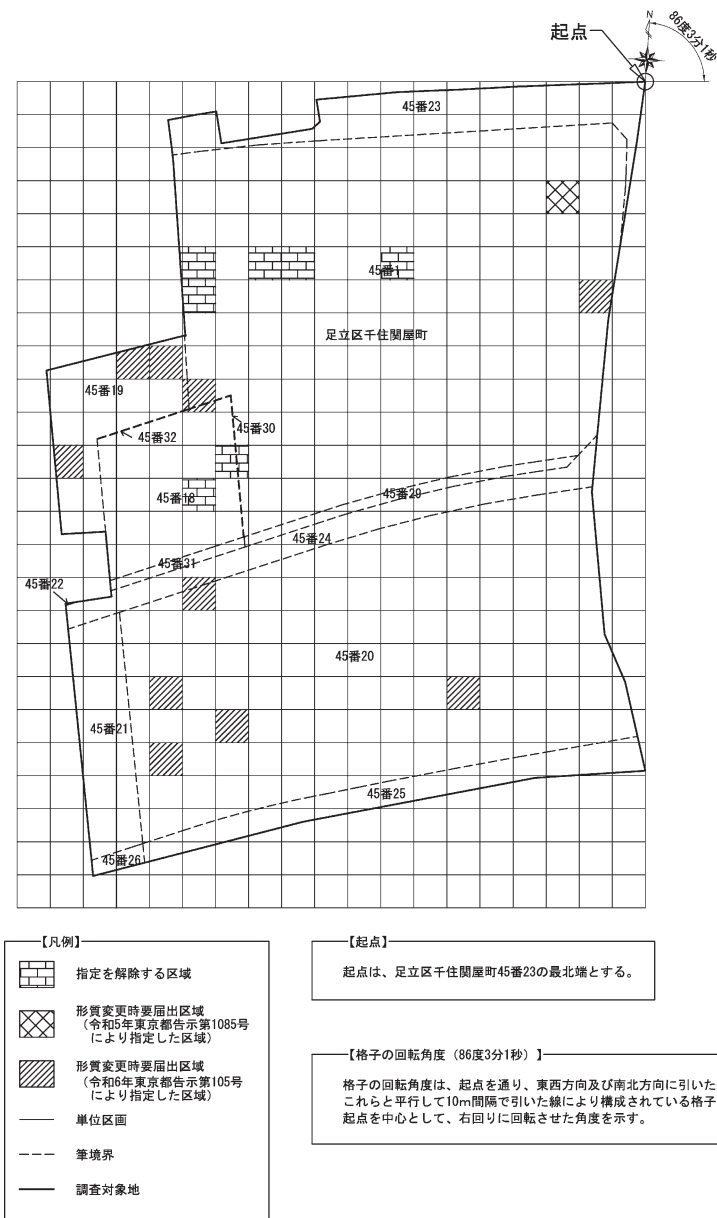 N
86度3分1秒
起点
45番23
45番1
足立区千住関屋町
45番19
45番32
45番30
45番18
45番29
45番24
45番31
45番22
45番20
45番21
45番25
45番26
【凡例】
指定を解除する区域
形質変更時要届出区域
(令和5年東京都告示第1085号
により指定した区域)
形質変更時要届出区域
(令和6年東京都告示第105号
により指定した区域)
単位区画
筆境界
調査対象地
【起点】
起点は、足立区千住関屋町45番23の最北端とする。
【格子の回転角度(86度3分1秒)】
格子の回転角度は、起点を通り、東西方向及び南北方向に引いた
これらと平行して10m間隔で引いた線により構成されている格子
起点を中心として、右回りに回転させた角度を示す。